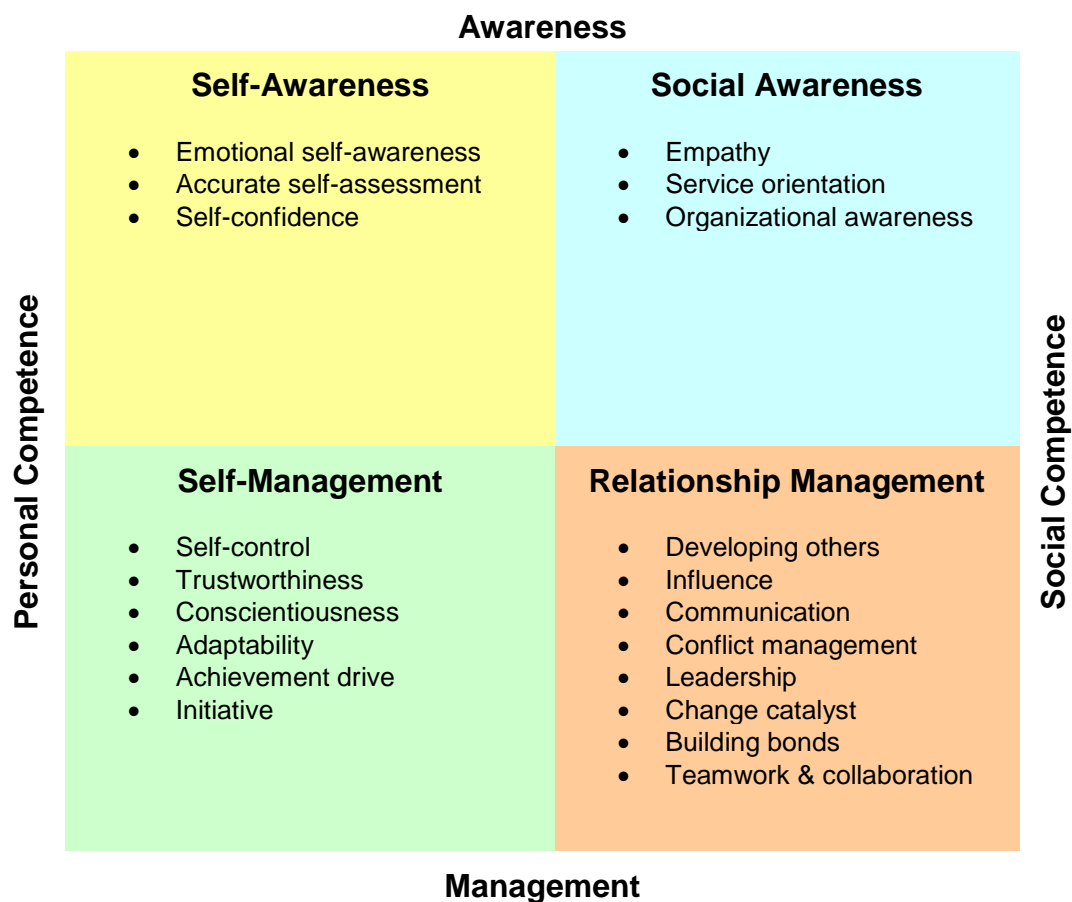 Awareness
Personal Competence
Self-Awareness
• Emotional self-awareness
• Accurate self-assessment
• Self-confidence
Social Awareness
• Empathy
• Service orientation
• Organizational awareness
Self-Management
• Self-control
• Trustworthiness
• Conscientiousness
• Adaptability
• Achievement drive
• Initiative
Relationship Management
• Developing others
• Influence
• Communication
• Conflict management
• Leadership
• Change catalyst
• Building bonds
• Teamwork & collaboration
Social Competence
Management